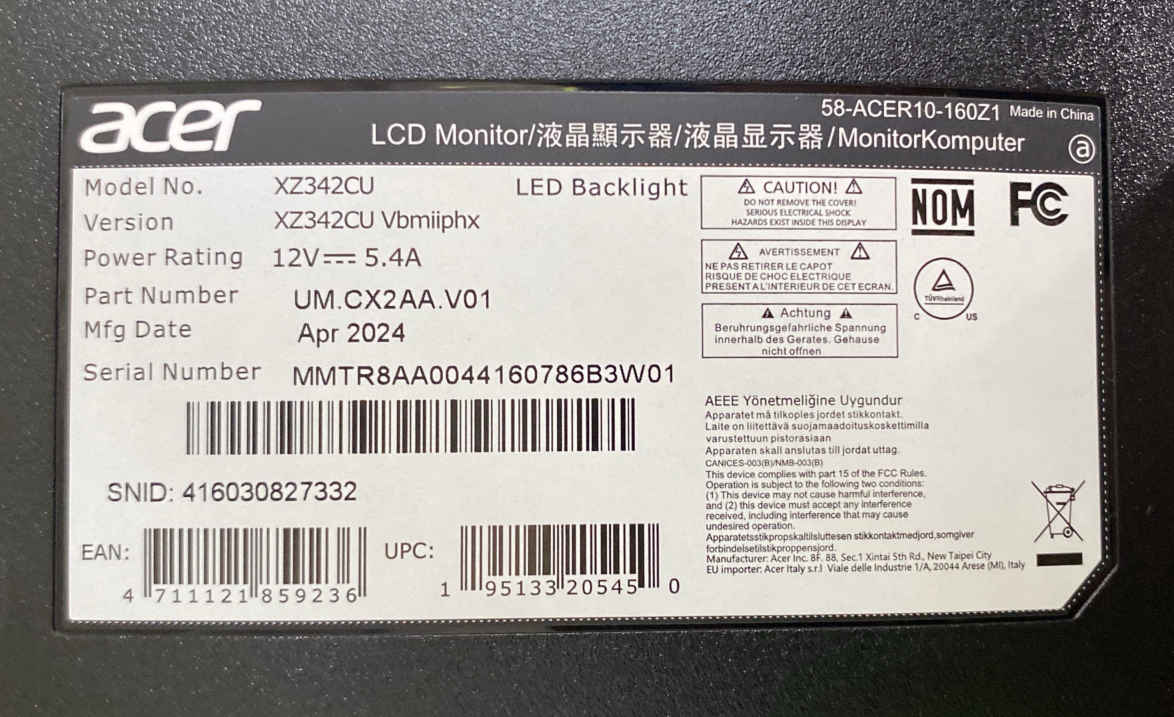 acer
58-ACER10-160Z1 Made in China
LCD Monitor/液晶顯示器/液晶显示器/MonitorKomputer
a
Model No. XZ342CU LED Backlight
Version XZ342CU Vbmiiphx
Power Rating 12V 5.4A
Part Number UM.CX2AA.V01
Mfg Date Apr 2024
Serial Number MMTR8AA0044160786B3W01
SNID: 416030827332
EAN: 4 711121 859236
UPC: 1 95133 20545 0
CAUTION!
DO NOT REMOVE THE COVER!
SERIOUS ELECTRICAL SHOCK
HAZARDS EXIST INSIDE THIS DISPLAY
AVERTISSEMENT
NE PAS RETIRER LE CAPOT
RISQUE DE CHOC ELECTRIQUE
PRESENT A L'INTERIEUR DE CET ECRAN.
Achtung
Beruhrungsgefahrliche Spannung
innerhalb des Gerates. Gehause
nicht offnen
NOM
FC
TÜVRheinland
C US
AEEE Yönetmeliğine Uygundur
Apparatet må tilkoples jordet stikkontakt.
Laite on liitettävä suojamaadoituskoskettimilla
varustettuun pistorasiaan
Apparaten skall anslutas till jordat uttag.
CANICES-003(B)/NMB-003(B)
This device complies with part 15 of the FCC Rules.
Operation is subject to the following two conditions:
(1) This device may not cause harmful interference,
and (2) this device must accept any interference
received, including interference that may cause
undesired operation.
Apparatetsstikpropskaltilsluttesen stikkontaktmedjord,somgiver
forbindelsetilstikproppensjord.
Manufacturer: Acer Inc. 8F. 88, Sec.1 Xintai 5th Rd., New Taipei City
EU importer: Acer Italy s.r.l Viale delle Industrie 1/A, 20044 Arese (MI), Italy